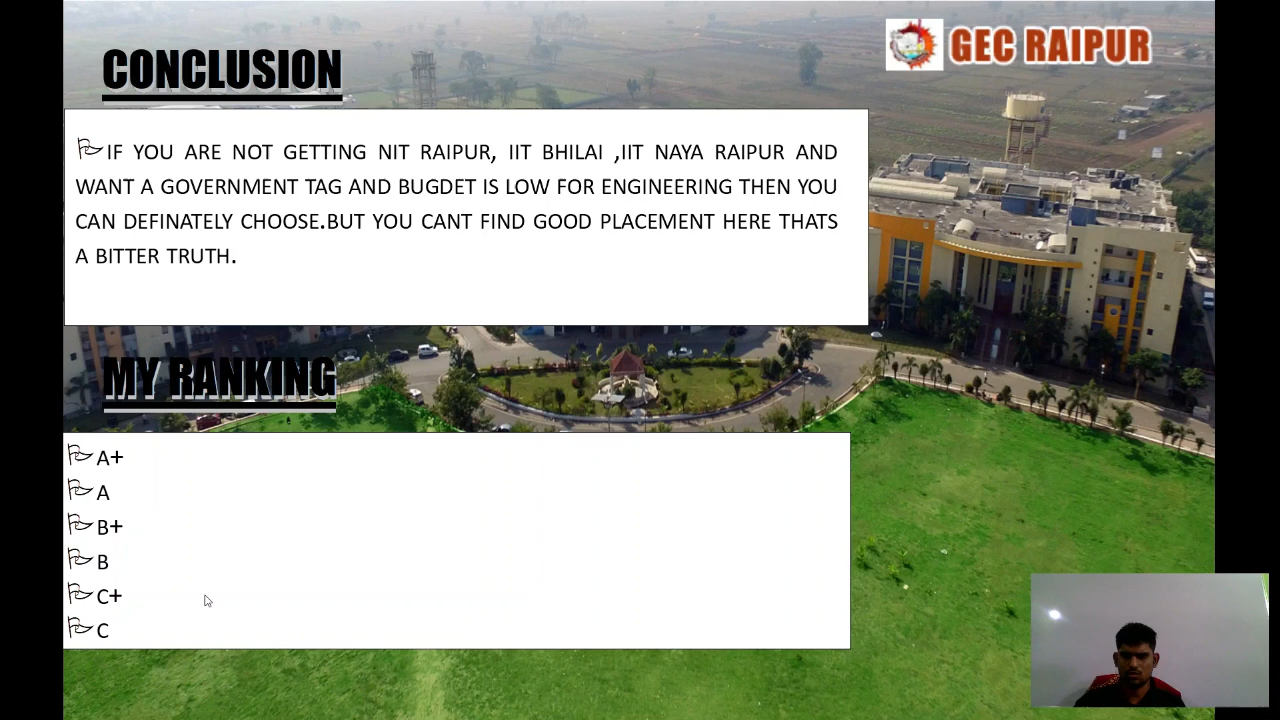 CONCLUSION
GEC RAIPUR
IF YOU ARE NOT GETTING NIT RAIPUR, IIT BHILAI ,IIT NAYA RAIPUR AND
WANT A GOVERNMENT TAG AND BUGDET IS LOW FOR ENGINEERING THEN YOU
CAN DEFINATELY CHOOSE.BUT YOU CANT FIND GOOD PLACEMENT HERE THATS
A BITTER TRUTH.
MY RANKING
A+
A
B+
B
C+
C